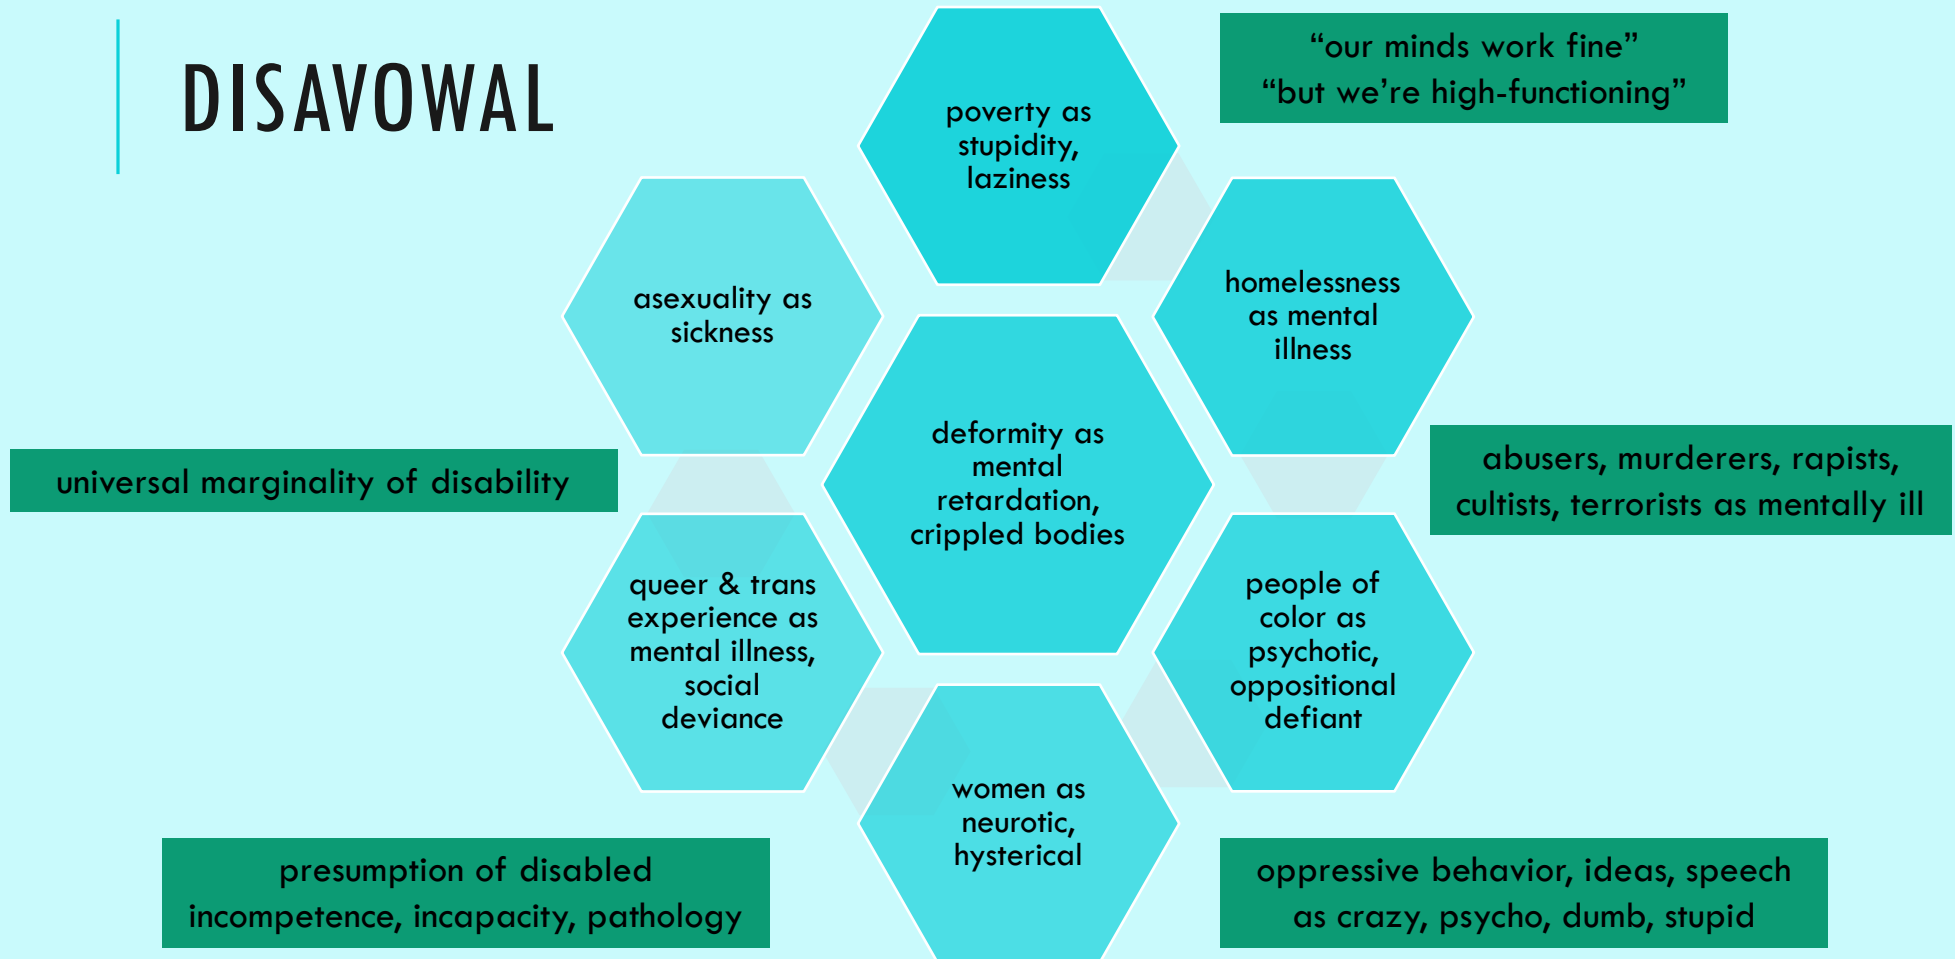 DISAVOWAL
“our minds work fine”
“but we’re high-functioning”
poverty as
stupidity,
laziness
homelessness
as mental
illness
asexuality as
sickness
deformity as
mental
retardation,
crippled bodies
universal marginality of disability
abusers, murderers, rapists,
cultists, terrorists as mentally ill
queer & trans
experience as
mental illness,
social
deviance
people of
color as
psychotic,
oppositional
defiant
women as
neurotic,
hysterical
presumption of disabled
incompetence, incapacity, pathology
oppressive behavior, ideas, speech
as crazy, psycho, dumb, stupid